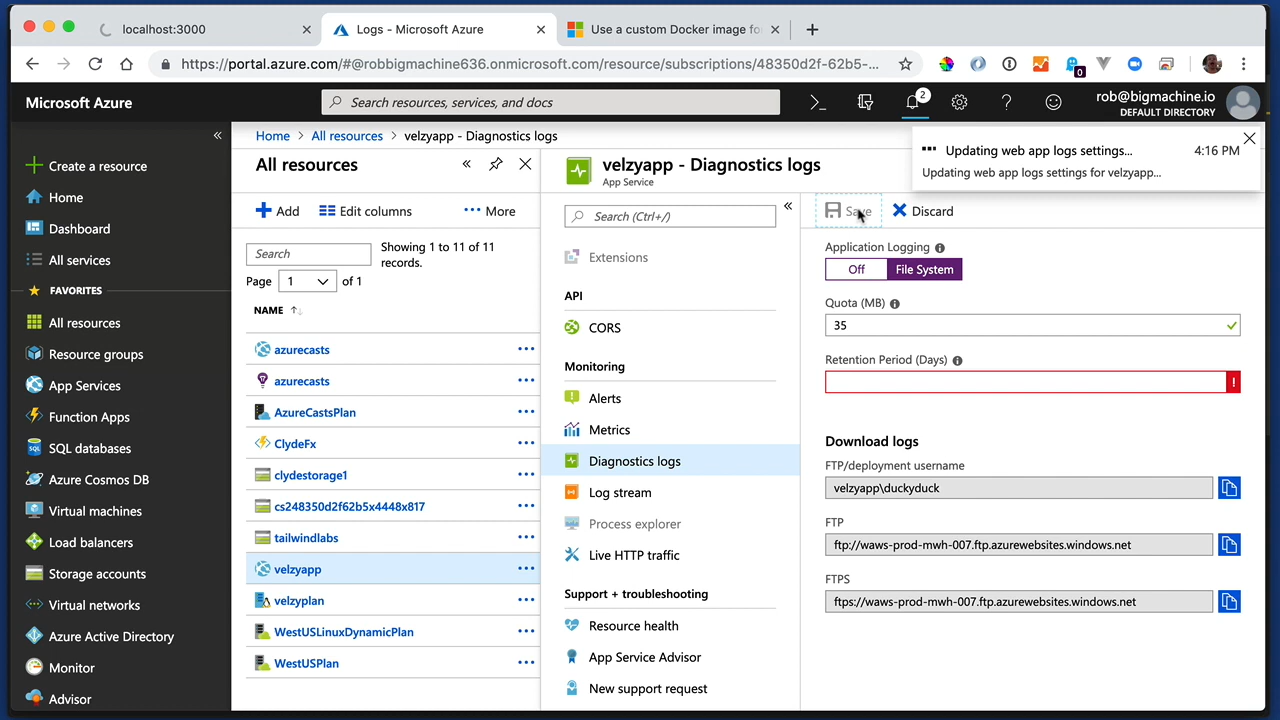 localhost:3000
Logs - Microsoft Azure
Use a custom Docker image fo
https://portal.azure.com/#@robbigmachine636.onmicrosoft.com/resource/subscriptions/48350d2f-62b5-...
0
Microsoft Azure
Search resources, services, and docs
2
rob@bigmachine.io
DEFAULT DIRECTORY
Create a resource
Home
Dashboard
All services
FAVORITES
All resources
Resource groups
App Services
Function Apps
SQL databases
Azure Cosmos DB
Virtual machines
Load balancers
Storage accounts
Virtual networks
Azure Active Directory
Monitor
Advisor
Home > All resources > velzyapp - Diagnostics logs
All resources
Add
Edit columns
More
Search
Showing 1 to 11 of 11
records.
Page 1 of 1
NAME
azurecasts
azurecasts
AzureCastsPlan
ClydeFx
clydestorage1
cs248350d2f62b5x4448x817
tailwindlabs
velzyapp
velzyplan
WestUSLinuxDynamicPlan
WestUSPlan
velzyapp - Diagnostics logs
App Service
Search (Ctrl+/)
Extensions
API
CORS
Monitoring
Alerts
Metrics
Diagnostics logs
Log stream
Process explorer
Live HTTP traffic
Support + troubleshooting
Resource health
App Service Advisor
New support request
Updating web app logs settings...
4:16 PM
Updating web app logs settings for velzyapp...
Save
Discard
Application Logging
Off
File System
Quota (MB)
35
Retention Period (Days)
Download logs
FTP/deployment username
velzyapp\duckyduck
FTP
ftp://waws-prod-mwh-007.ftp.azurewebsites.windows.net
FTPS
ftps://waws-prod-mwh-007.ftp.azurewebsites.windows.net